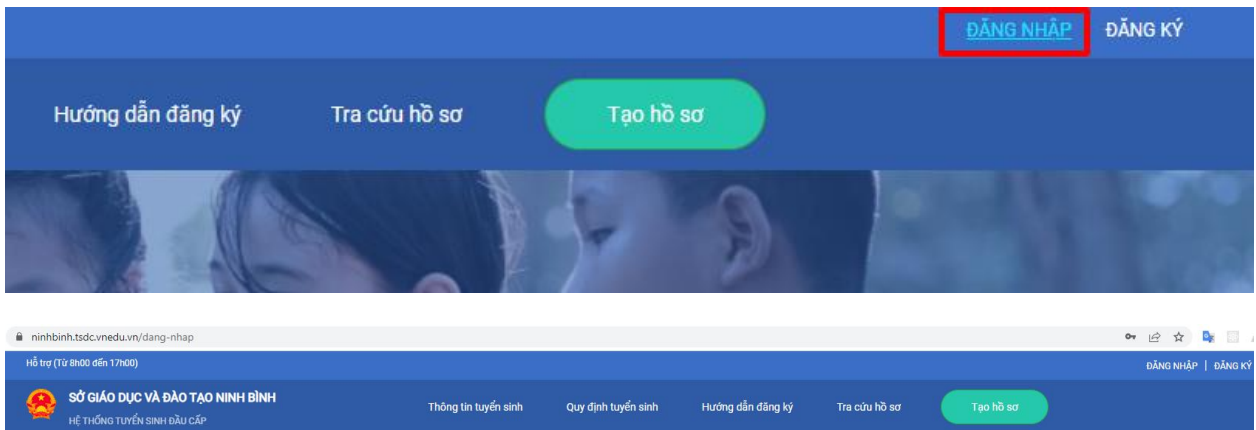 ĐĂNG NHẬP ĐĂNG KÝ
Hướng dẫn đăng ký Tra cứu hồ sơ Tạo hồ sơ
ninhbinh.tsdc.vnedu.vn/dang-nhap
Hỗ trợ (Từ 8h00 đến 17h00) ĐĂNG NHẬP | ĐĂNG KÝ
SỞ GIÁO DỤC VÀ ĐÀO TẠO NINH BÌNH
HỆ THỐNG TUYỂN SINH ĐẦU CẤP
Thông tin tuyển sinh Quy định tuyển sinh Hướng dẫn đăng ký Tra cứu hồ sơ Tạo hồ sơ